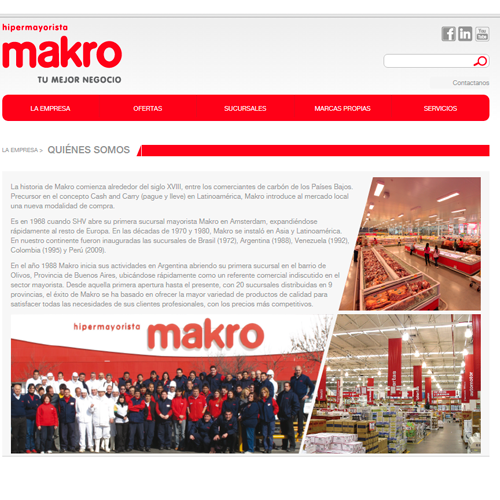 hipermayorista
makro
TU MEJOR NEGOCIO
f in You Tube
Contactanos
LA EMPRESA OFERTAS SUCURSALES MARCAS PROPIAS SERVICIOS
LA EMPRESA > QUIÉNES SOMOS
La historia de Makro comienza alrededor del siglo XVIII, entre los comerciantes de carbón de los Países Bajos.
Precursor en el concepto Cash and Carry (pague y lleve) en Latinoamérica, Makro introduce al mercado local
una nueva modalidad de compra.
Es en 1968 cuando SHV abre su primera sucursal mayorista Makro en Amsterdam, expandiéndose
rápidamente al resto de Europa. En las décadas de 1970 y 1980, Makro se instaló en Asia y Latinoamérica.
En nuestro continente fueron inauguradas las sucursales de Brasil (1972), Argentina (1988), Venezuela (1992),
Colombia (1995) y Perú (2009).
En el año 1988 Makro inicia sus actividades en Argentina abriendo su primera sucursal en el barrio de
Olivos, Provincia de Buenos Aires, ubicándose rápidamente como un referente comercial indiscutido en el
sector mayorista. Desde aquella primera apertura hasta el presente, con 20 sucursales distribuidas en 9
provincias, el éxito de Makro se ha basado en ofrecer la mayor variedad de productos de calidad para
satisfacer todas las necesidades de sus clientes profesionales, con los precios más competitivos.
hipermayorista
makro